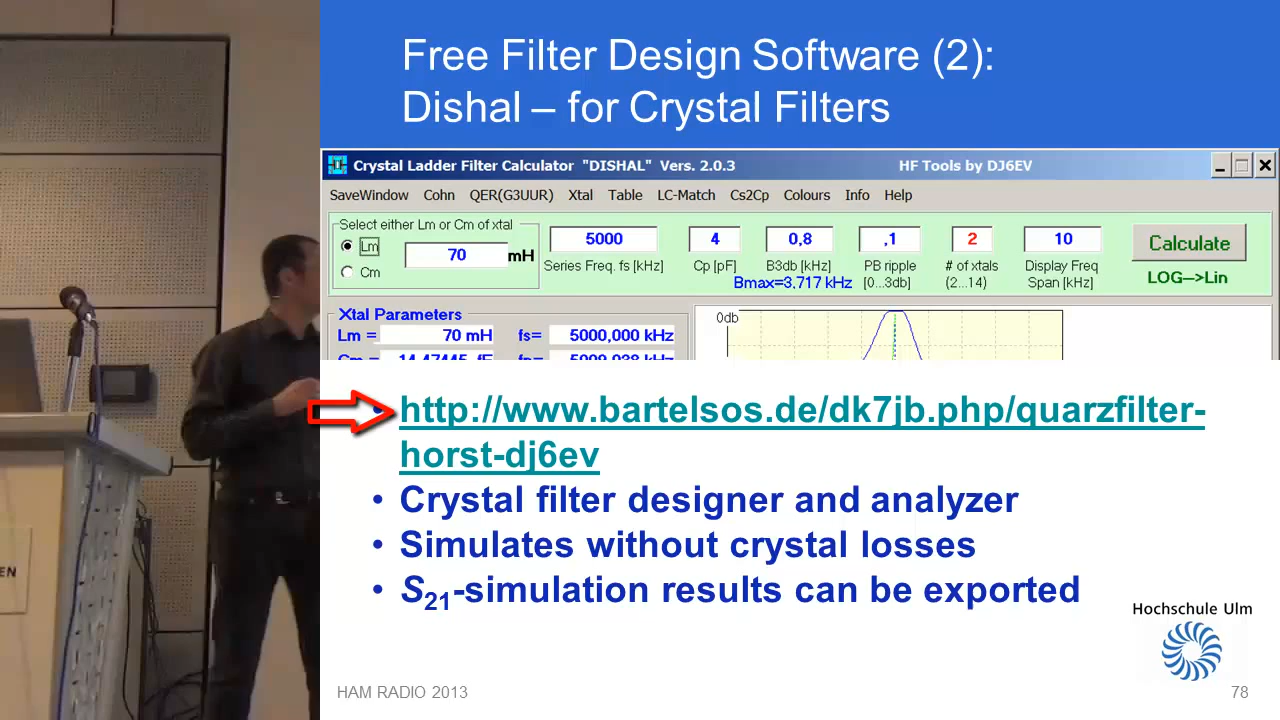 Free Filter Design Software (2):
Dishal – for Crystal Filters
Crystal Ladder Filter Calculator "DISHAL" Vers. 2.0.3 HF Tools by DJ6EV
SaveWindow Cohn QER(G3UUR) Xtal Table LC-Match Cs2Cp Colours Info Help
Select either Lm or Cm of xtal
Lm
70 mH
Cm
5000
Series Freq. fs [kHz]
4
Cp [pF]
0,8
B3db [kHz]
Bmax=3,717 kHz
,1
PB ripple
[0...3db]
2
# of xtals
(2...14)
10
Display Freq
Span [kHz]
Calculate
LOG-->Lin
Xtal Parameters
Lm = 70 mH fs= 5000,000 kHz
0db
• http://www.bartelsos.de/dk7jb.php/quarzfilter-
horst-dj6ev
• Crystal filter designer and analyzer
• Simulates without crystal losses
• S21-simulation results can be exported
Hochschule Ulm
HAM RADIO 2013
78
EN